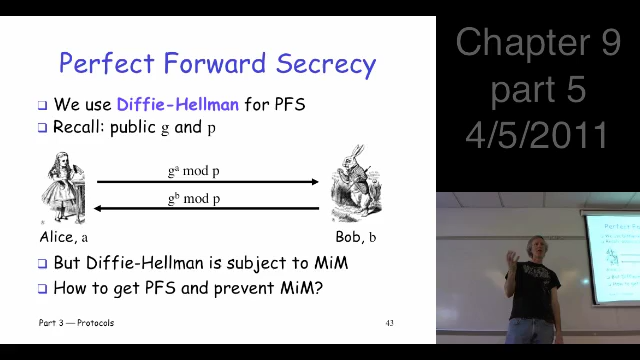 Perfect Forward Secrecy
We use Diffie-Hellman for PFS
Recall: public g and p
gᵃ mod p
gᵇ mod p
Alice, a
Bob, b
But Diffie-Hellman is subject to MiM
How to get PFS and prevent MiM?
Part 3 — Protocols
43
Chapter 9
part 5
4/5/2011